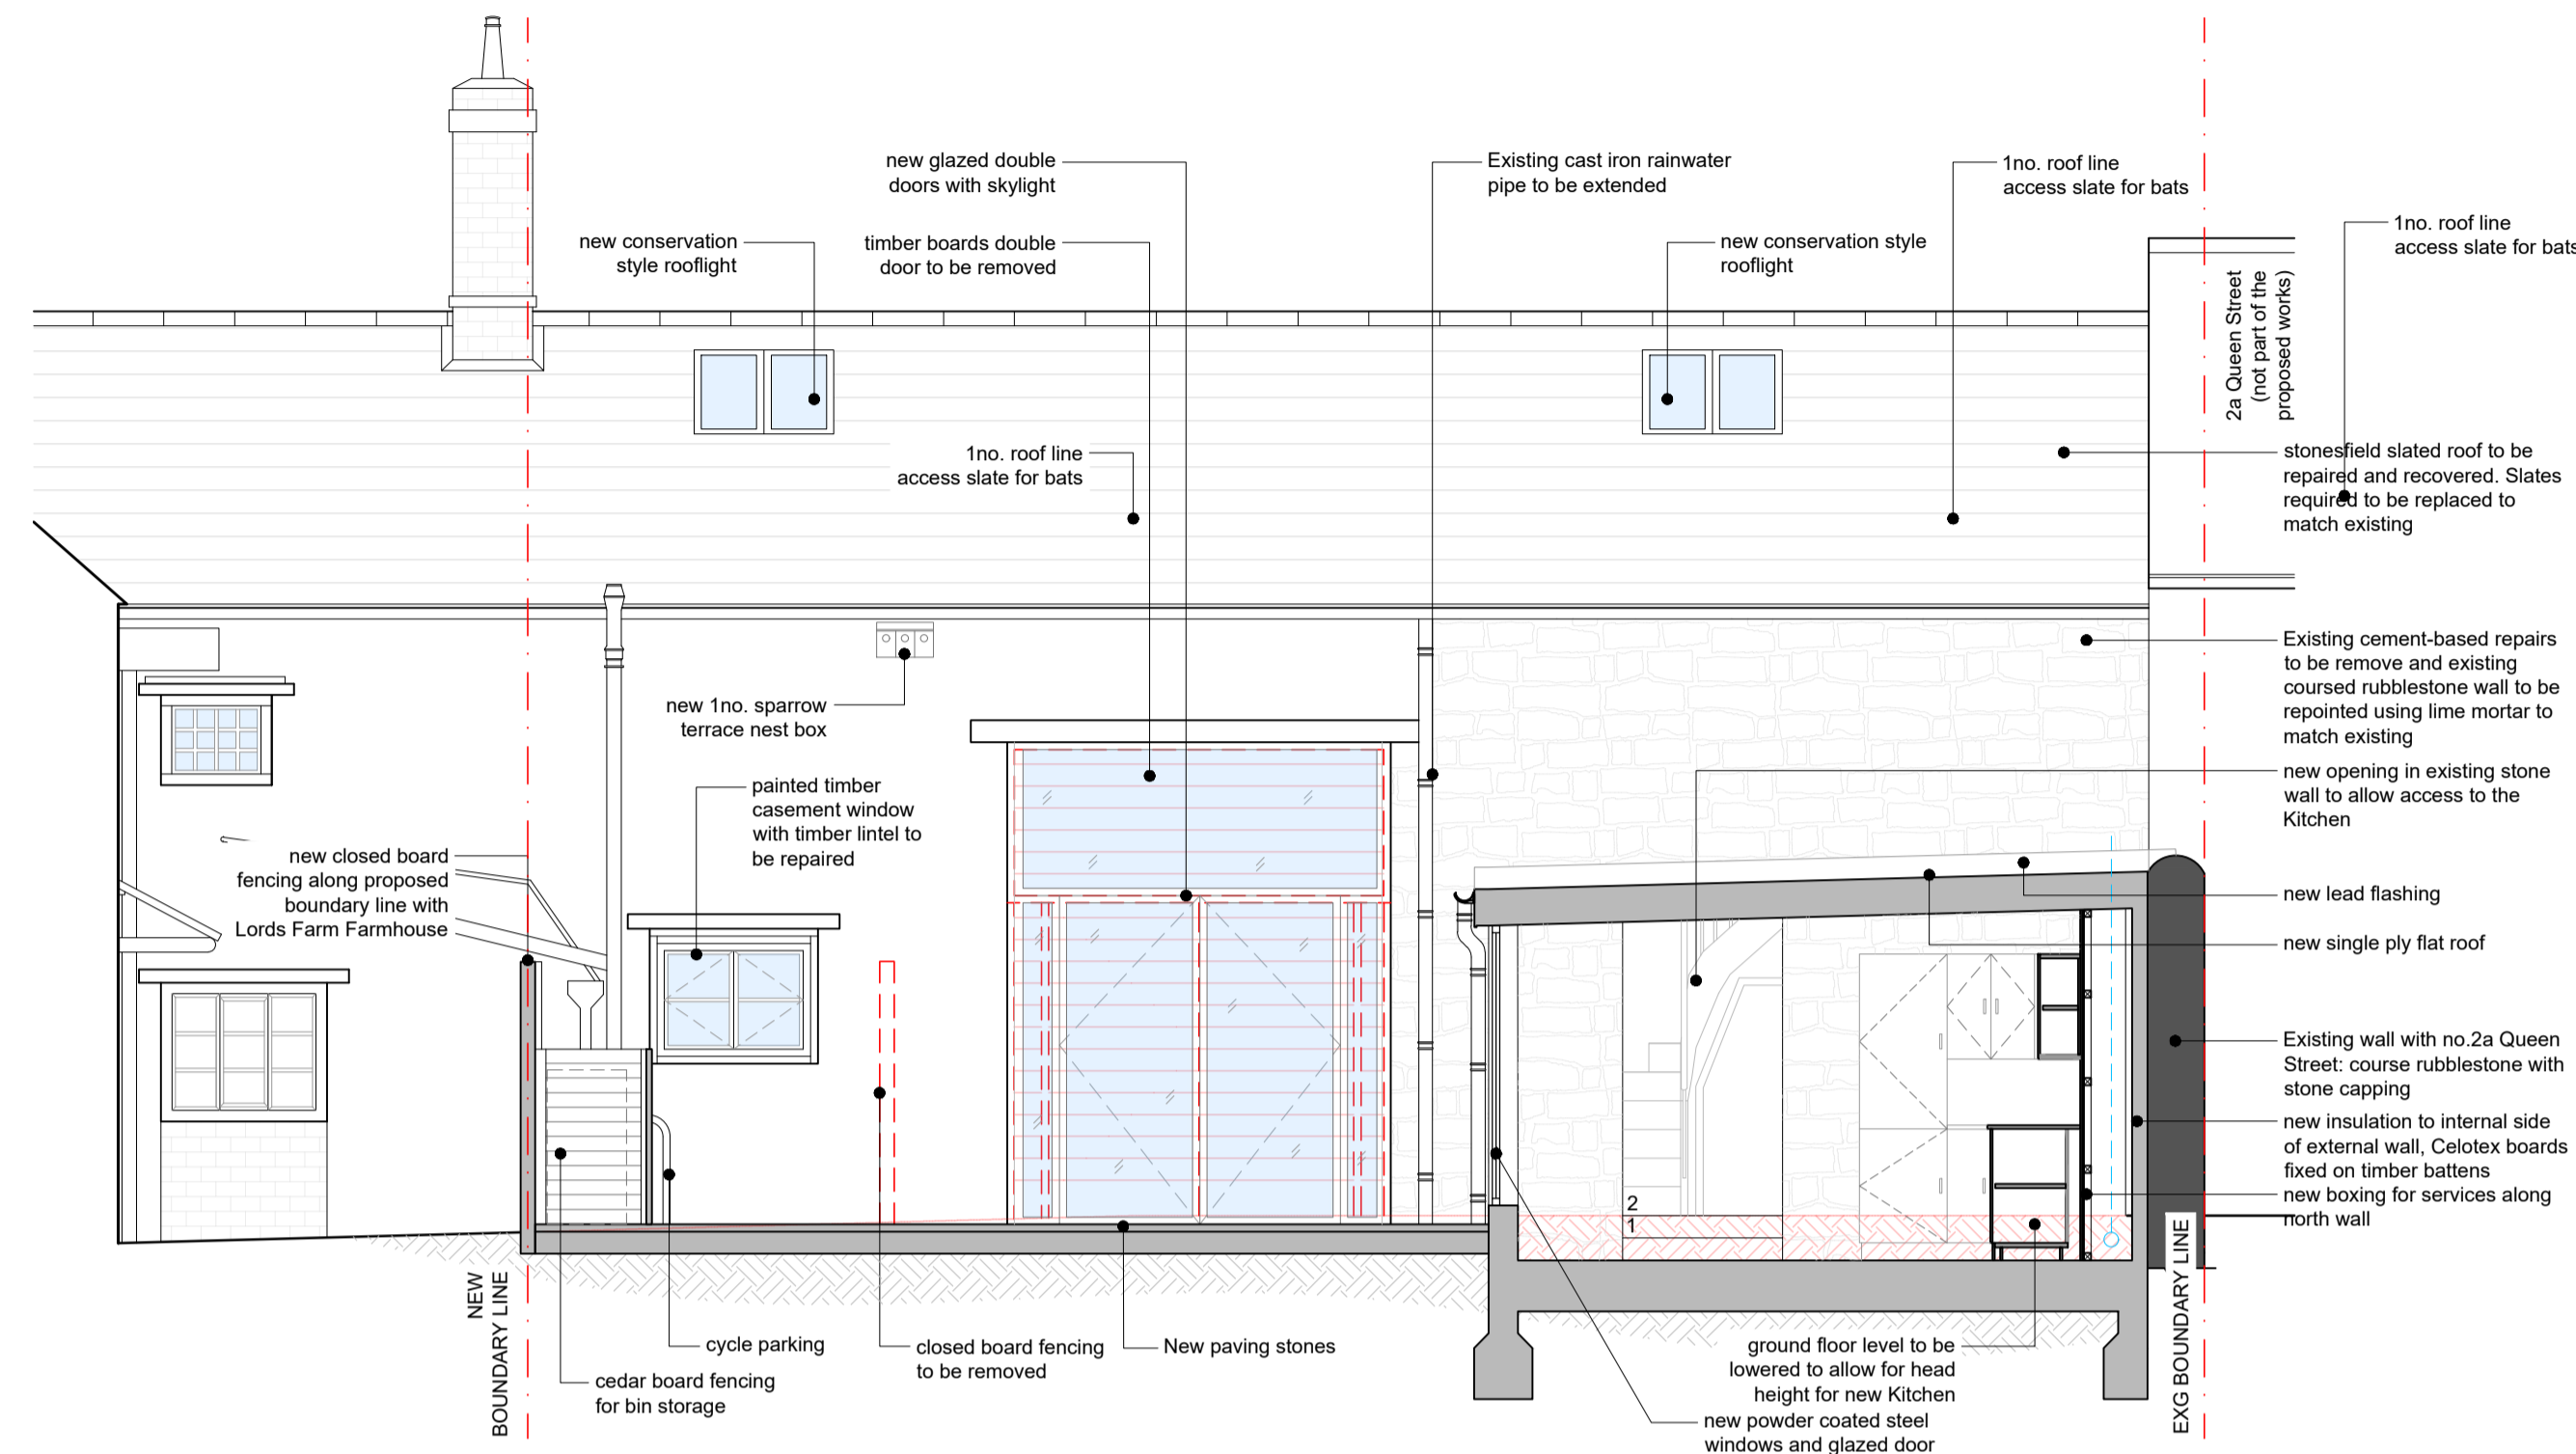 new glazed double
doors with skylight
Existing cast iron rainwater
pipe to be extended
1no. roof line
access slate for bats
1no. roof line
access slate for bats
new conservation
style rooflight
timber boards double
door to be removed
new conservation style
rooflight
2a Queen Street
(not part of the
proposed works)
1no. roof line
access slate for bats
stonesfield slated roof to be
repaired and recovered. Slates
required to be replaced to
match existing
Existing cement-based repairs
to be remove and existing
coursed rubblestone wall to be
repointed using lime mortar to
match existing
new 1no. sparrow
terrace nest box
painted timber
casement window
with timber lintel to
be repaired
new opening in existing stone
wall to allow access to the
Kitchen
new closed board
fencing along proposed
boundary line with
Lords Farm Farmhouse
new lead flashing
new single ply flat roof
Existing wall with no.2a Queen
Street: course rubblestone with
stone capping
new insulation to internal side
of external wall, Celotex boards
fixed on timber battens
new boxing for services along
north wall
2
1
NEW
BOUNDARY LINE
EXG BOUNDARY LINE
cycle parking
cedar board fencing
for bin storage
closed board fencing
to be removed
New paving stones
ground floor level to be
lowered to allow for head
height for new Kitchen
new powder coated steel
windows and glazed door